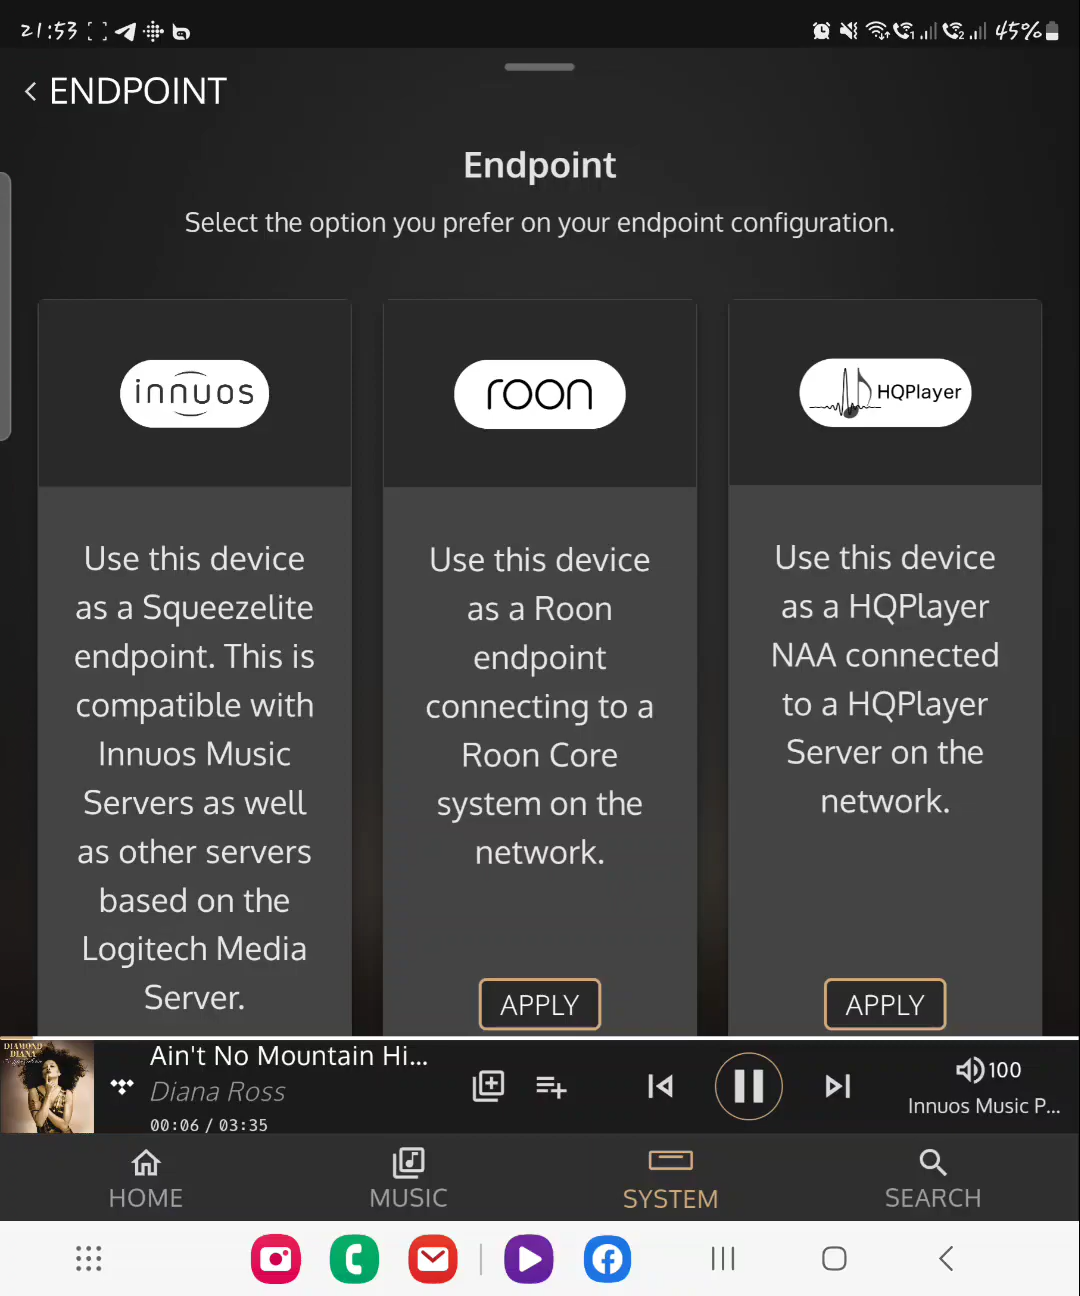 21:53
1
2
45%
ENDPOINT
Endpoint
Select the option you prefer on your endpoint configuration.
innuos
Use this device
as a Squeezelite
endpoint. This is
compatible with
Innuos Music
Servers as well
as other servers
based on the
Logitech Media
Server.
roon
Use this device
as a Roon
endpoint
connecting to a
Roon Core
system on the
network.
APPLY
HQPlayer
Use this device
as a HQPlayer
NAA connected
to a HQPlayer
Server on the
network.
APPLY
DIAMOND
DIANA
Ain't No Mountain Hi...
Diana Ross
00:06 / 03:35
100
Innuos Music P...
HOME
MUSIC
SYSTEM
SEARCH